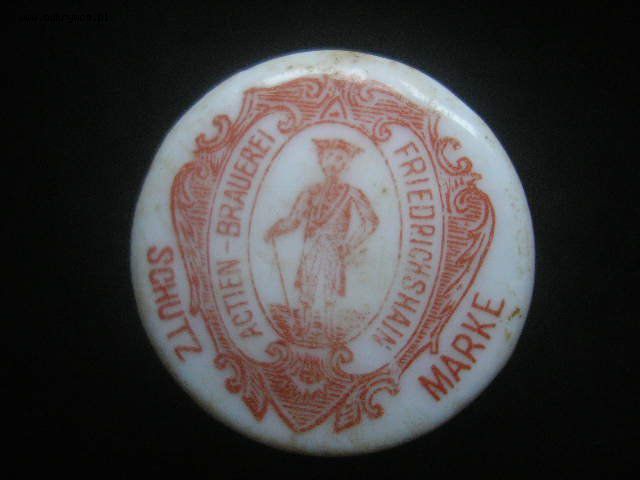 ACTIEN-BRAUEREI
FRIEDRICHSHAIN
SCHUTZ
MARKE